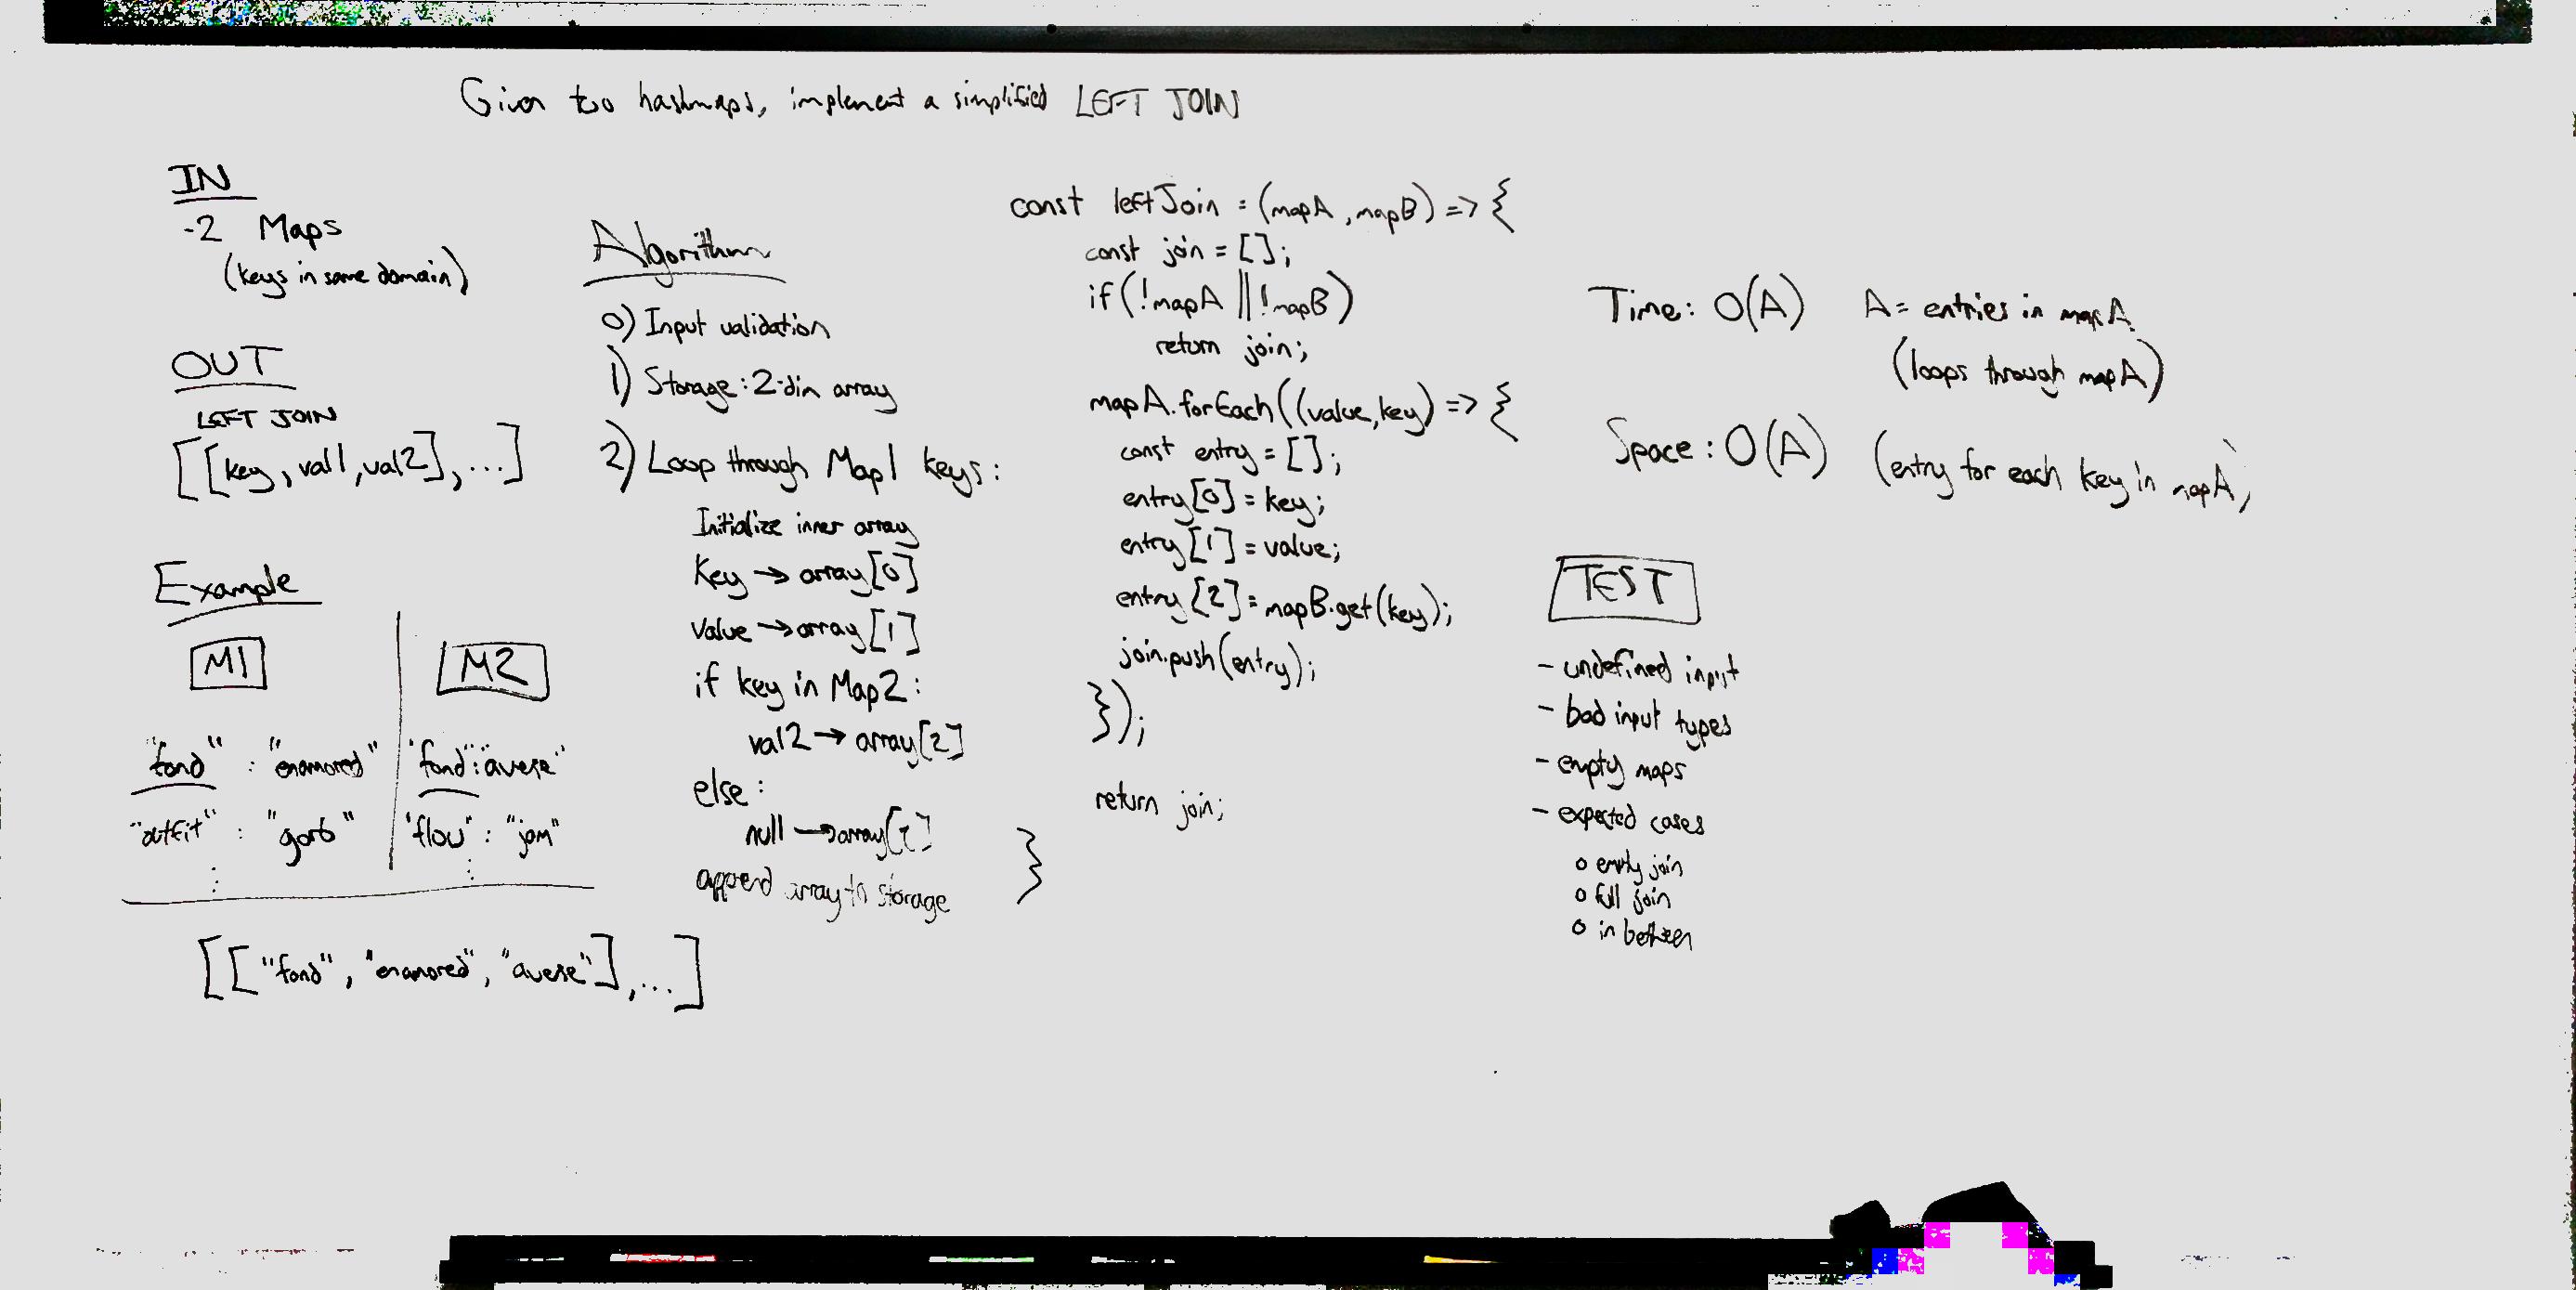 Given two hashmaps, implement a simplified LEFT JOIN
IN
-2 Maps
(keys in same domain)
OUT
LEFT JOIN
[[key, val1, val2], ...]
Example
M1
M2
"fond" : "enamored"
"fond": "averse"
"outfit" : "garb"
"flow" : "jam"
[["fond", "enamored", "averse"], ...]
Algorithm
0) Input validation
1) Storage: 2-dim array
2) Loop through Map1 keys:
Initialize inner array
Key → array[0]
value → array[1]
if key in Map2:
val2 → array[2]
else:
null → array[2]
append array to storage
const leftJoin = (mapA, mapB) => {
const join = [];
if (!mapA || !mapB)
return join;
mapA.forEach((value, key) => {
const entry = [];
entry[0] = key;
entry[1] = value;
entry[2] = mapB.get(key);
join.push(entry);
});
return join;
}
Time: O(A) A = entries in mapA
(loops through mapA)
Space: O(A) (entry for each key in mapA)
TEST
- undefined input
- bad input types
- empty maps
- expected cases
o empty join
o full join
o in between